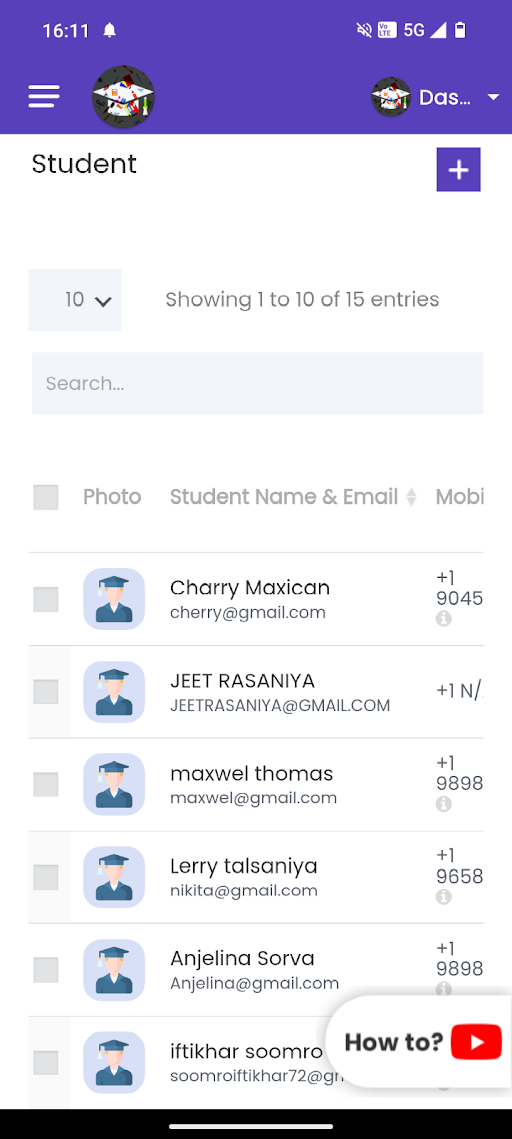 16:11
Vo LTE 5G
Das...
Student
+
10
Showing 1 to 10 of 15 entries
Search...
Photo Student Name & Email Mobi
Charry Maxican
cherry@gmail.com
+1
9045
JEET RASANIYA
JEETRASANIYA@GMAIL.COM
+1 N/
maxwel thomas
maxwel@gmail.com
+1
9898
Lerry talsaniya
nikita@gmail.com
+1
9658
Anjelina Sorva
Anjelina@gmail.com
+1
9898
iftikhar soomro
soomroiftikhar72@gm
How to?